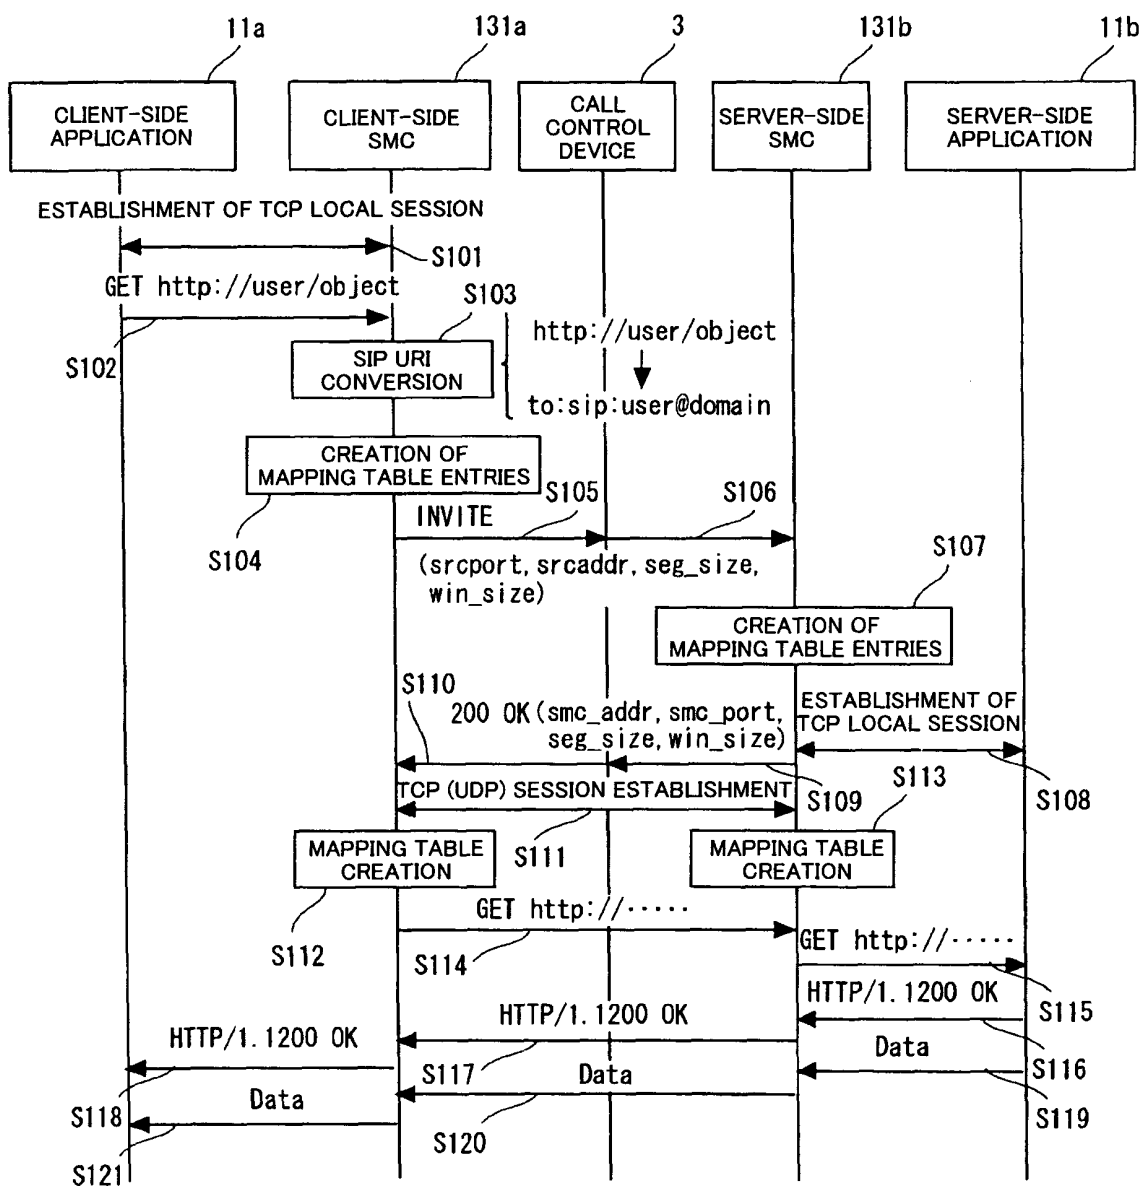 11a
131a
3
131b
11b
CLIENT-SIDE
APPLICATION
CLIENT-SIDE
SMC
CALL
CONTROL
DEVICE
SERVER-SIDE
SMC
SERVER-SIDE
APPLICATION
ESTABLISHMENT OF TCP LOCAL SESSION
S101
GET http://user/object
S102
S103
SIP URI
CONVERSION
http://user/object
to:sip:user@domain
CREATION OF
MAPPING TABLE ENTRIES
S104
INVITE
S105
S106
(srcport, srcaddr, seg_size,
win_size)
S107
CREATION OF
MAPPING TABLE ENTRIES
S110
200 OK (smc_addr, smc_port,
seg_size, win_size)
ESTABLISHMENT OF
TCP LOCAL SESSION
S109
S108
TCP (UDP) SESSION ESTABLISHMENT
S111
S113
MAPPING TABLE
CREATION
S112
MAPPING TABLE
CREATION
GET http://·····
S114
GET http://·····
S115
HTTP/1.1200 OK
S116
HTTP/1.1200 OK
S117
HTTP/1.1200 OK
S118
Data
S119
Data
S120
Data
S121